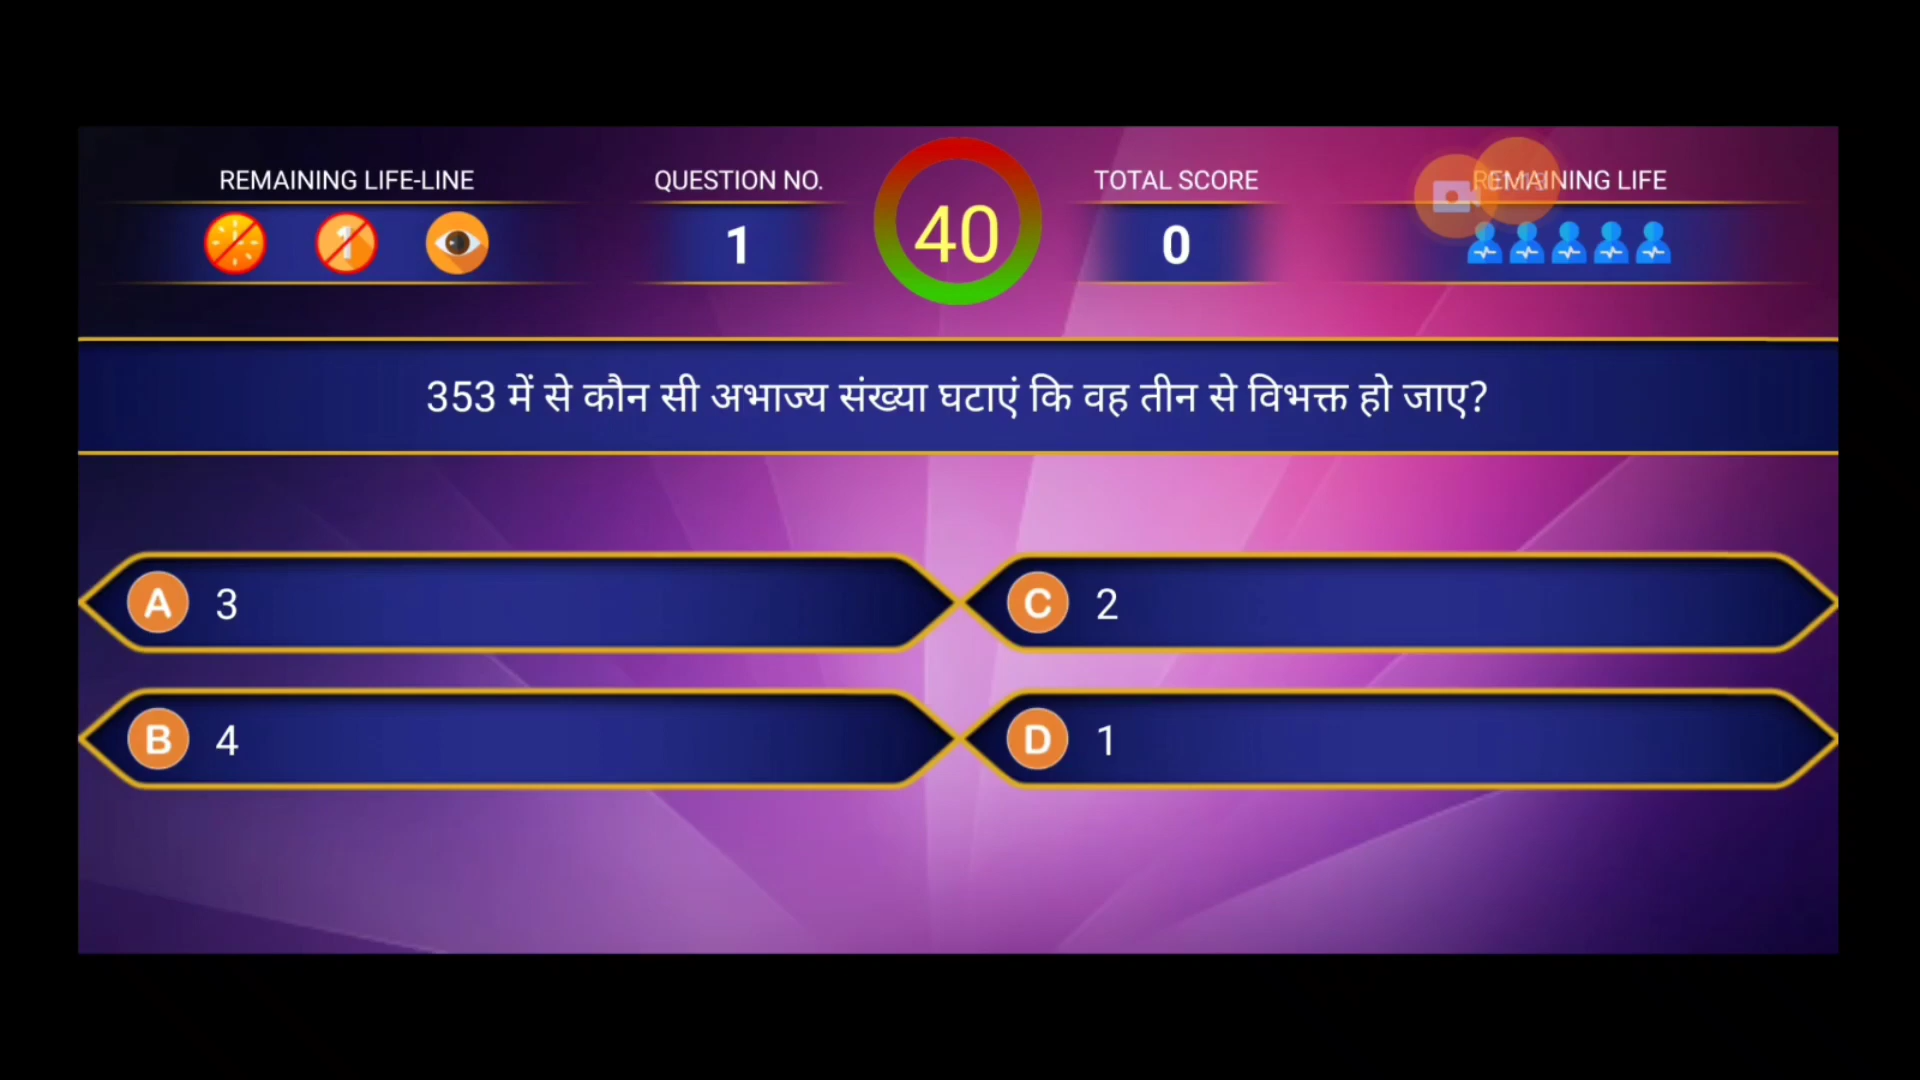 REMAINING LIFE-LINE
QUESTION NO.
40
TOTAL SCORE
REMAINING LIFE
1
1
0
353 में से कौन सी अभाज्य संख्या घटाएं कि वह तीन से विभक्त हो जाए?
A 3
C 2
B 4
D 1